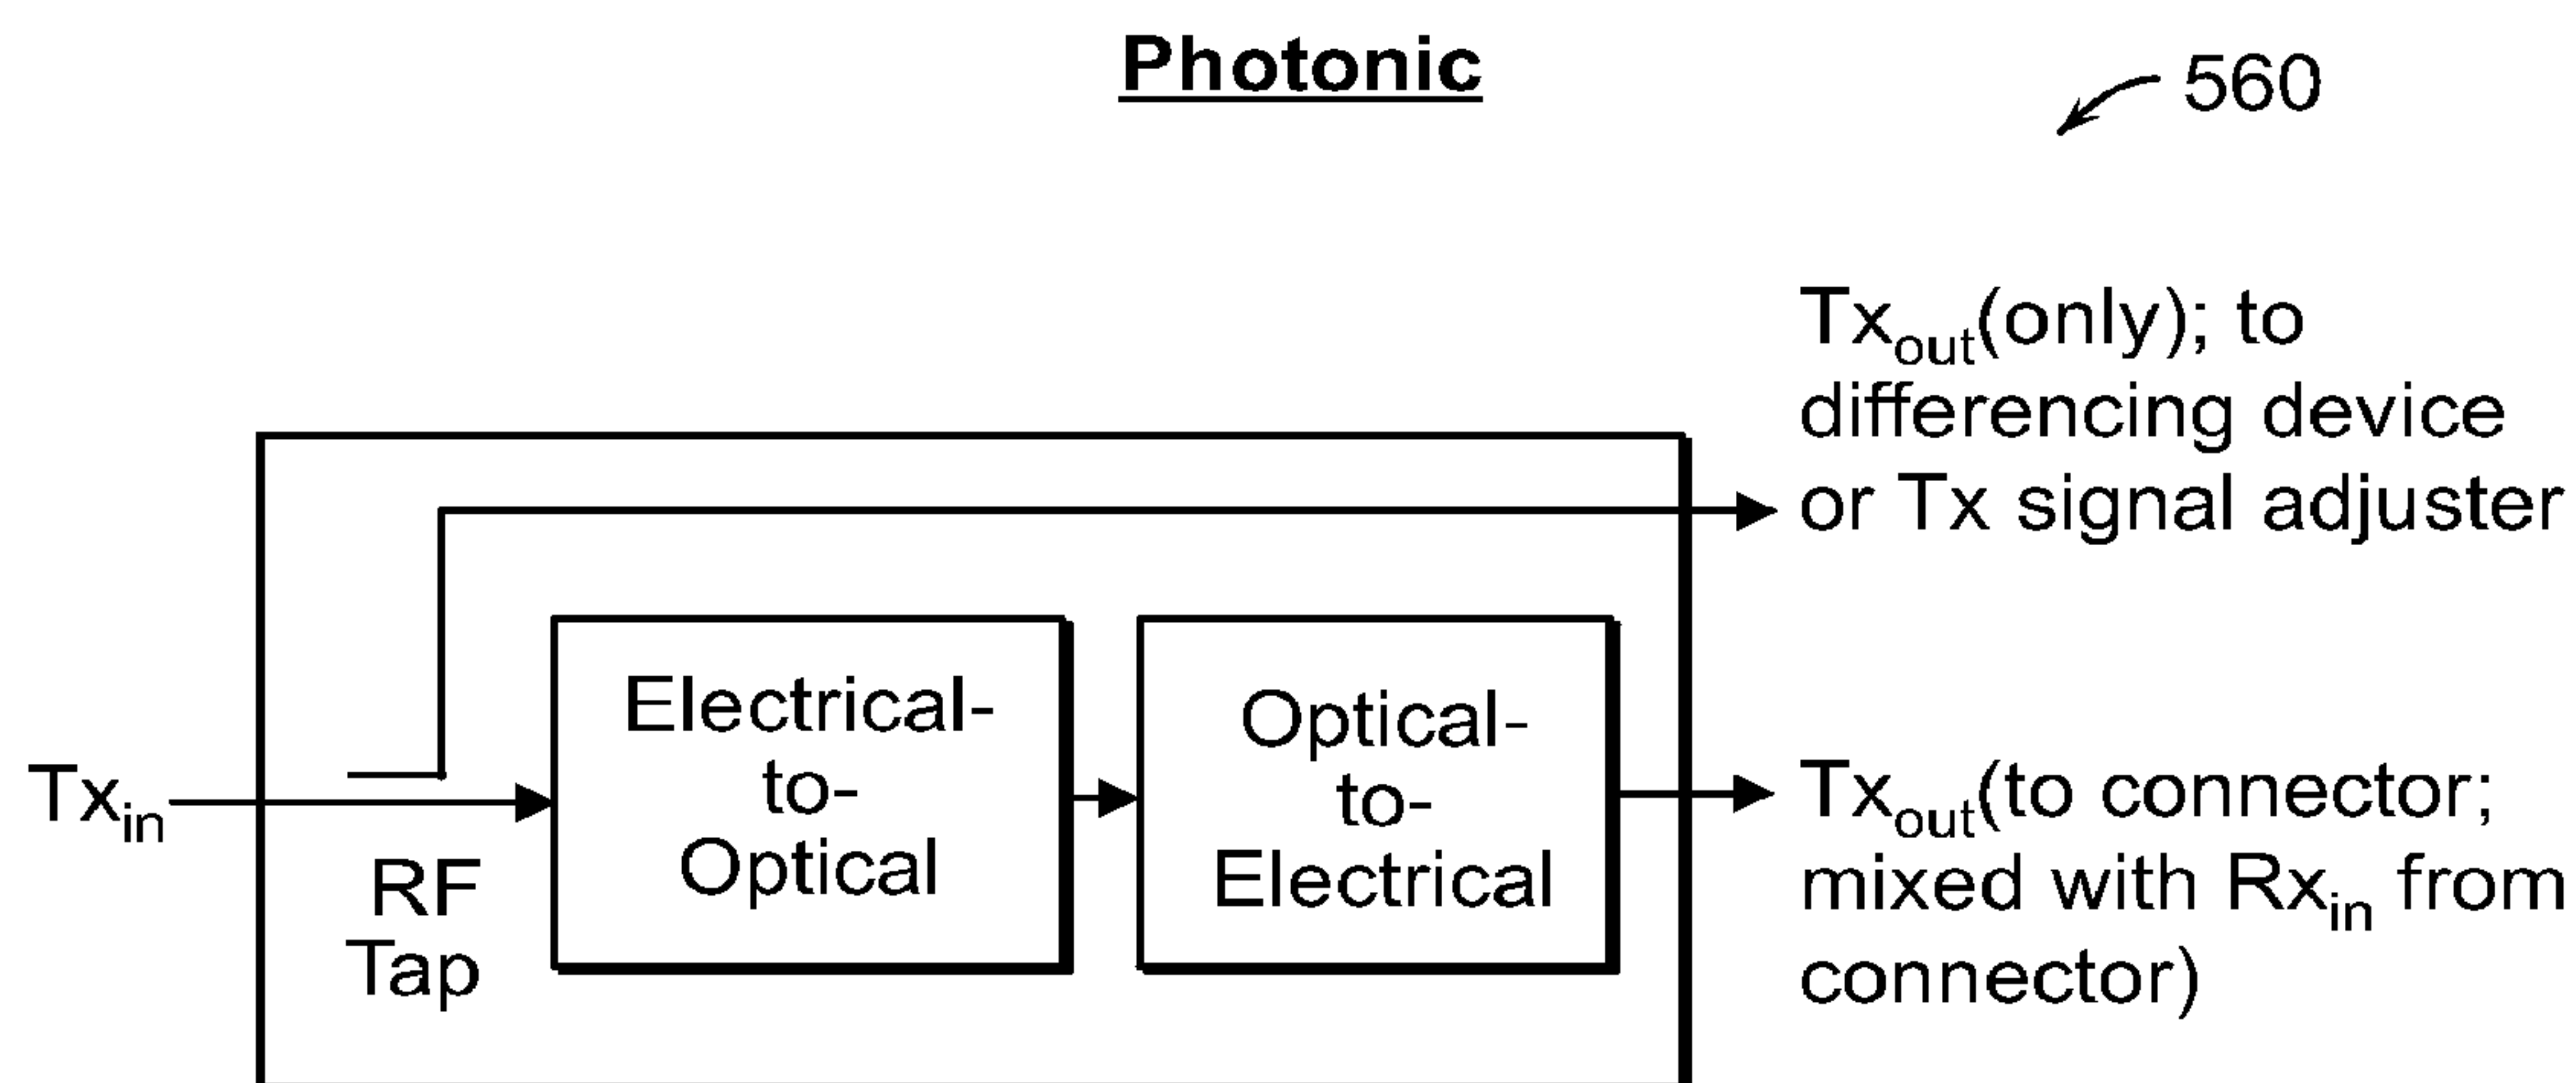 Photonic
560
Txout(only); to
differencing device
or Tx signal adjuster
Electrical-
to-
Optical
Optical-
to-
Electrical
Txin
RF
Tap
Txout(to connector;
mixed with Rxin from
connector)